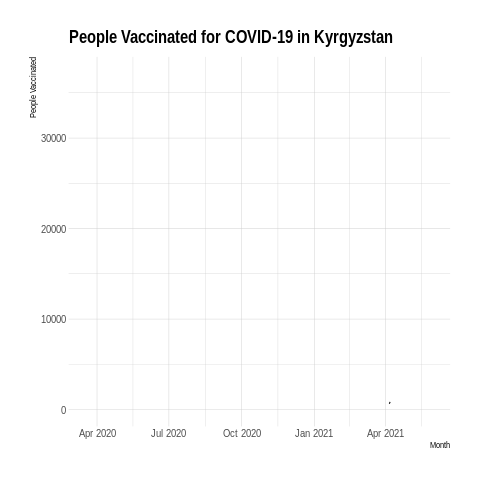 People Vaccinated for COVID-19 in Kyrgyzstan
People Vaccinated
30000
20000
10000
0
Apr 2020 Jul 2020 Oct 2020 Jan 2021 Apr 2021
Month